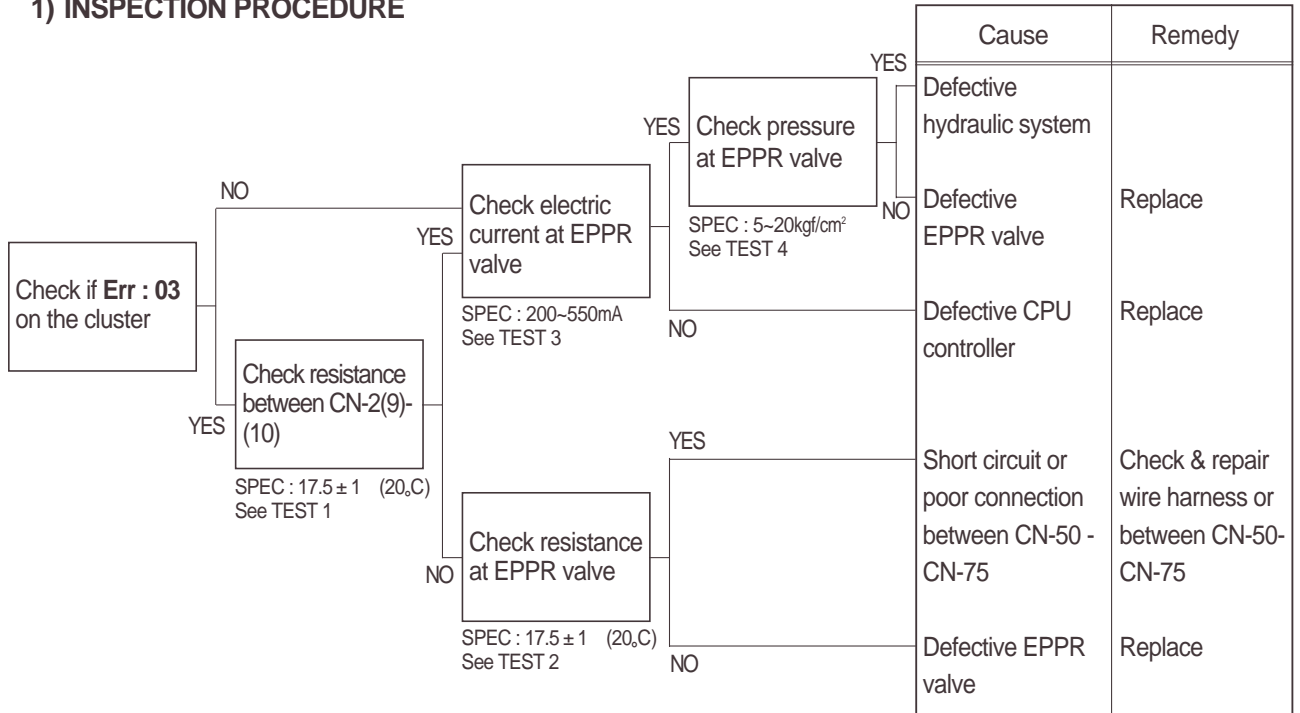 1) INSPECTION PROCEDURE
Check if Err : 03
on the cluster
NO
YES
Check resistance
between CN-2(9)-
(10)
SPEC : 17.5 ± 1 (20°C)
See TEST 1
YES
NO
Check electric
current at EPPR
valve
SPEC : 200~550mA
See TEST 3
Check resistance
at EPPR valve
SPEC : 17.5 ± 1 (20°C)
See TEST 2
YES
NO
YES
NO
Check pressure
at EPPR valve
SPEC : 5~20kgf/cm²
See TEST 4
YES
NO
Cause Remedy
Defective
hydraulic system
Defective Replace
EPPR valve
Defective CPU Replace
controller
Short circuit or Check & repair
poor connection wire harness or
between CN-50 - between CN-50-
CN-75 CN-75
Defective EPPR Replace
valve